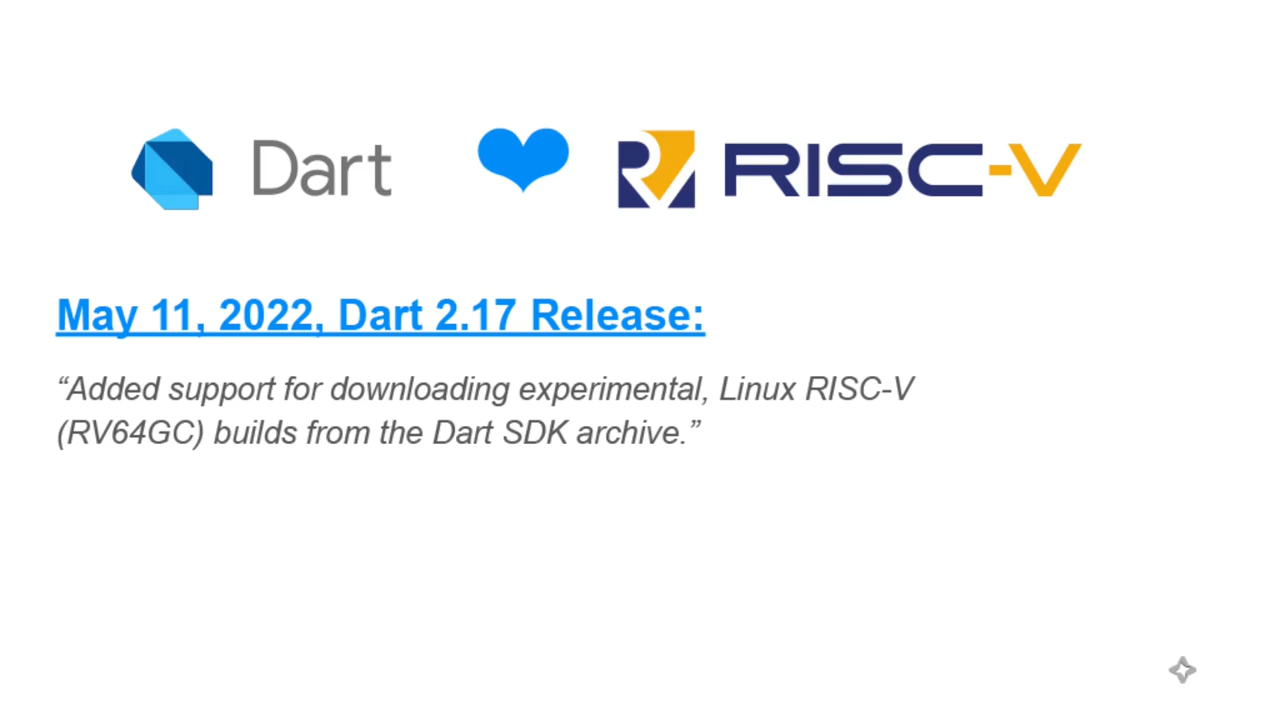 Dart RISC-V
May 11, 2022, Dart 2.17 Release:
“Added support for downloading experimental, Linux RISC-V
(RV64GC) builds from the Dart SDK archive.”